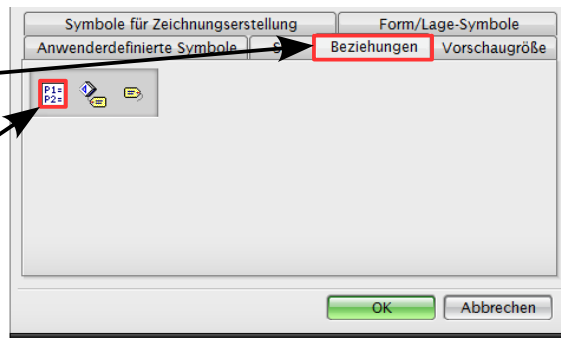 Symbole für Zeichnungserstellung Form/Lage-Symbole
Anwenderdefinierte Symbole Beziehungen Vorschaugröße
P1=
P2=
OK Abbrechen